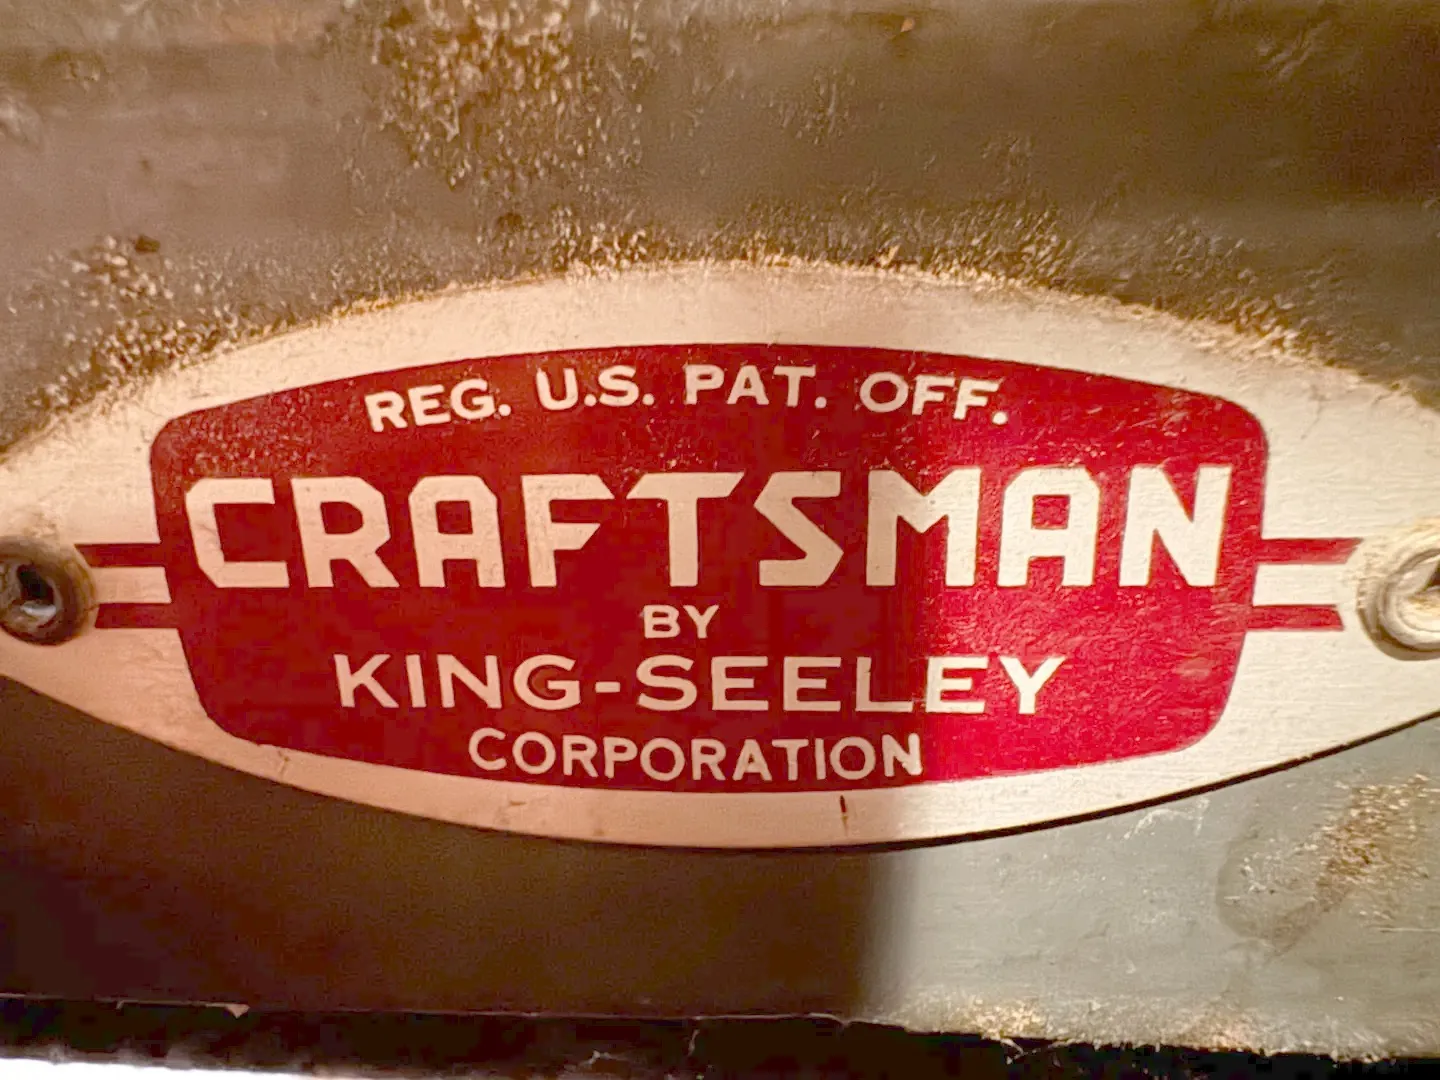 REG. U.S. PAT. OFF.
CRAFTSMAN
BY
KING-SEELEY
CORPORATION